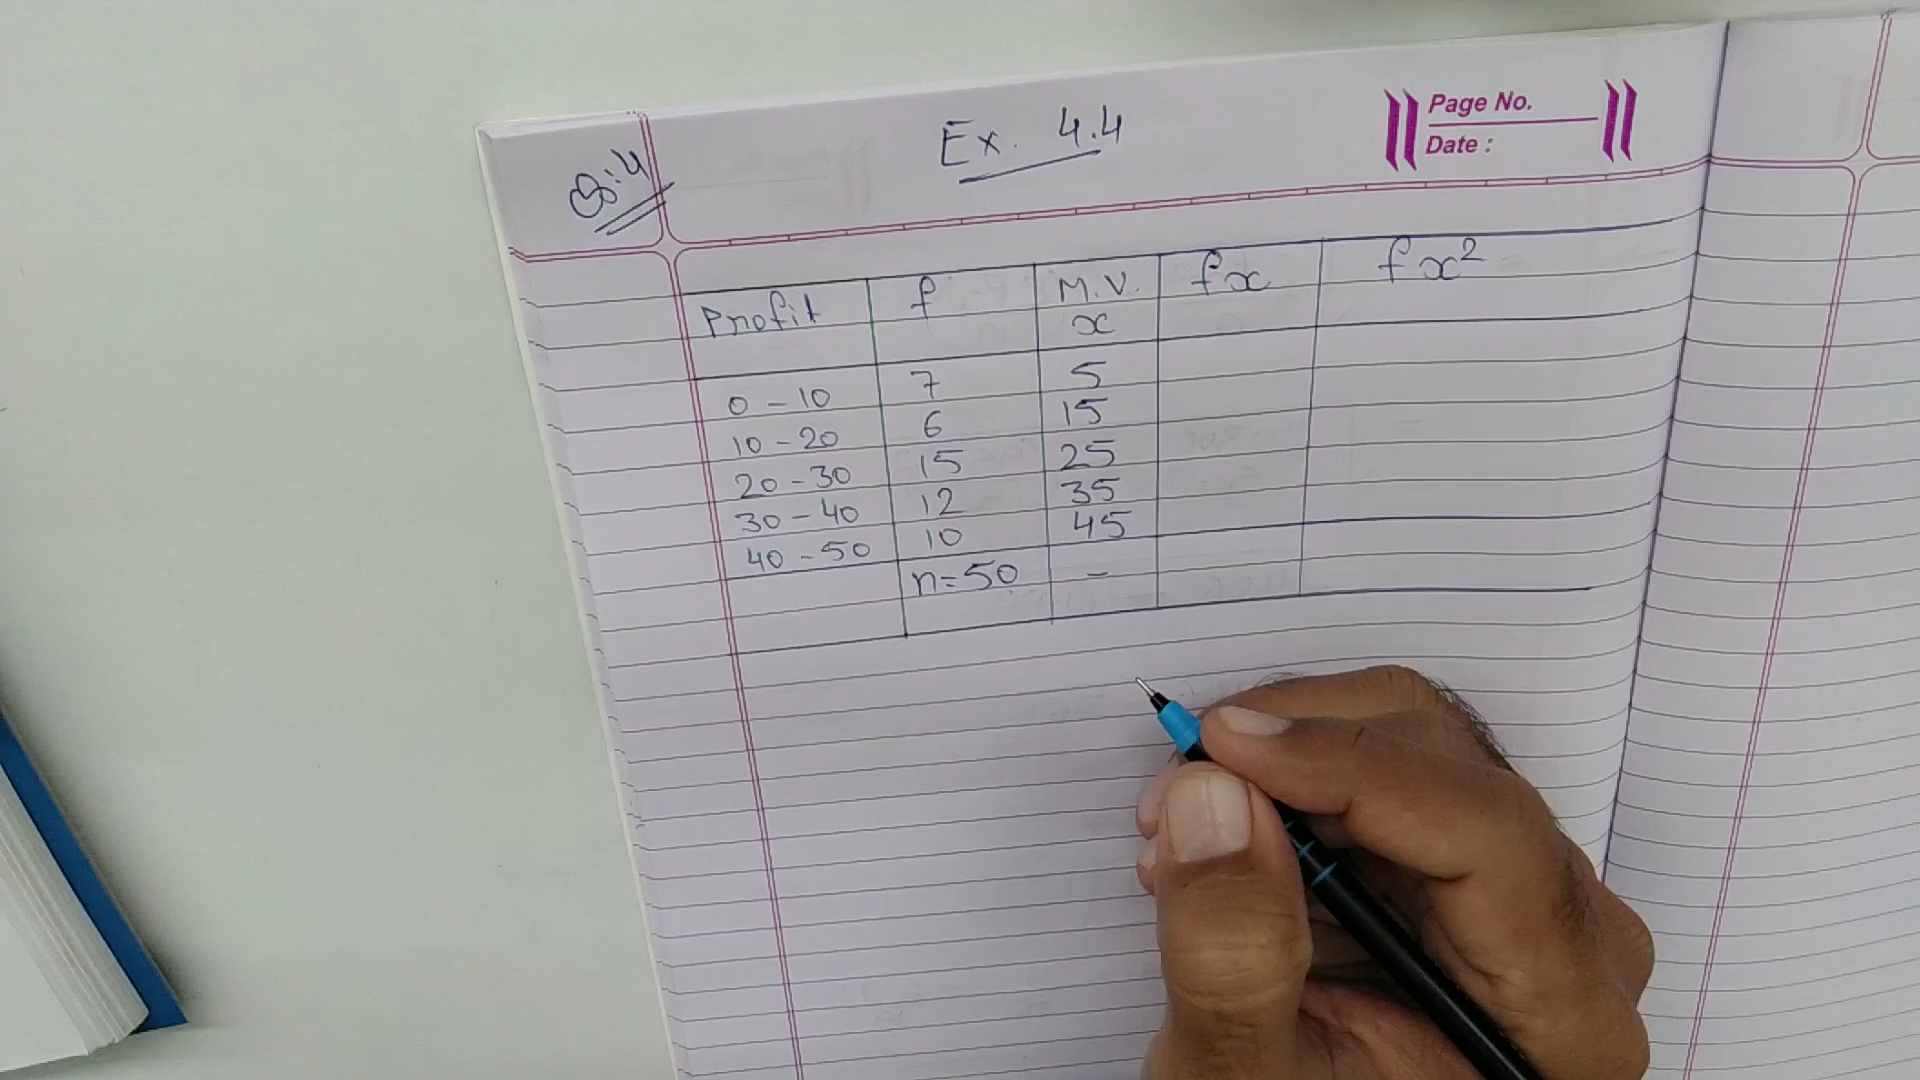 Page No.
Date :
Ex. 4.4
Q:4
Profit f M.V. x fx fx²
0 - 10 7 5
10 - 20 6 15
20 - 30 15 25
30 - 40 12 35
40 - 50 10 45
n=50 -